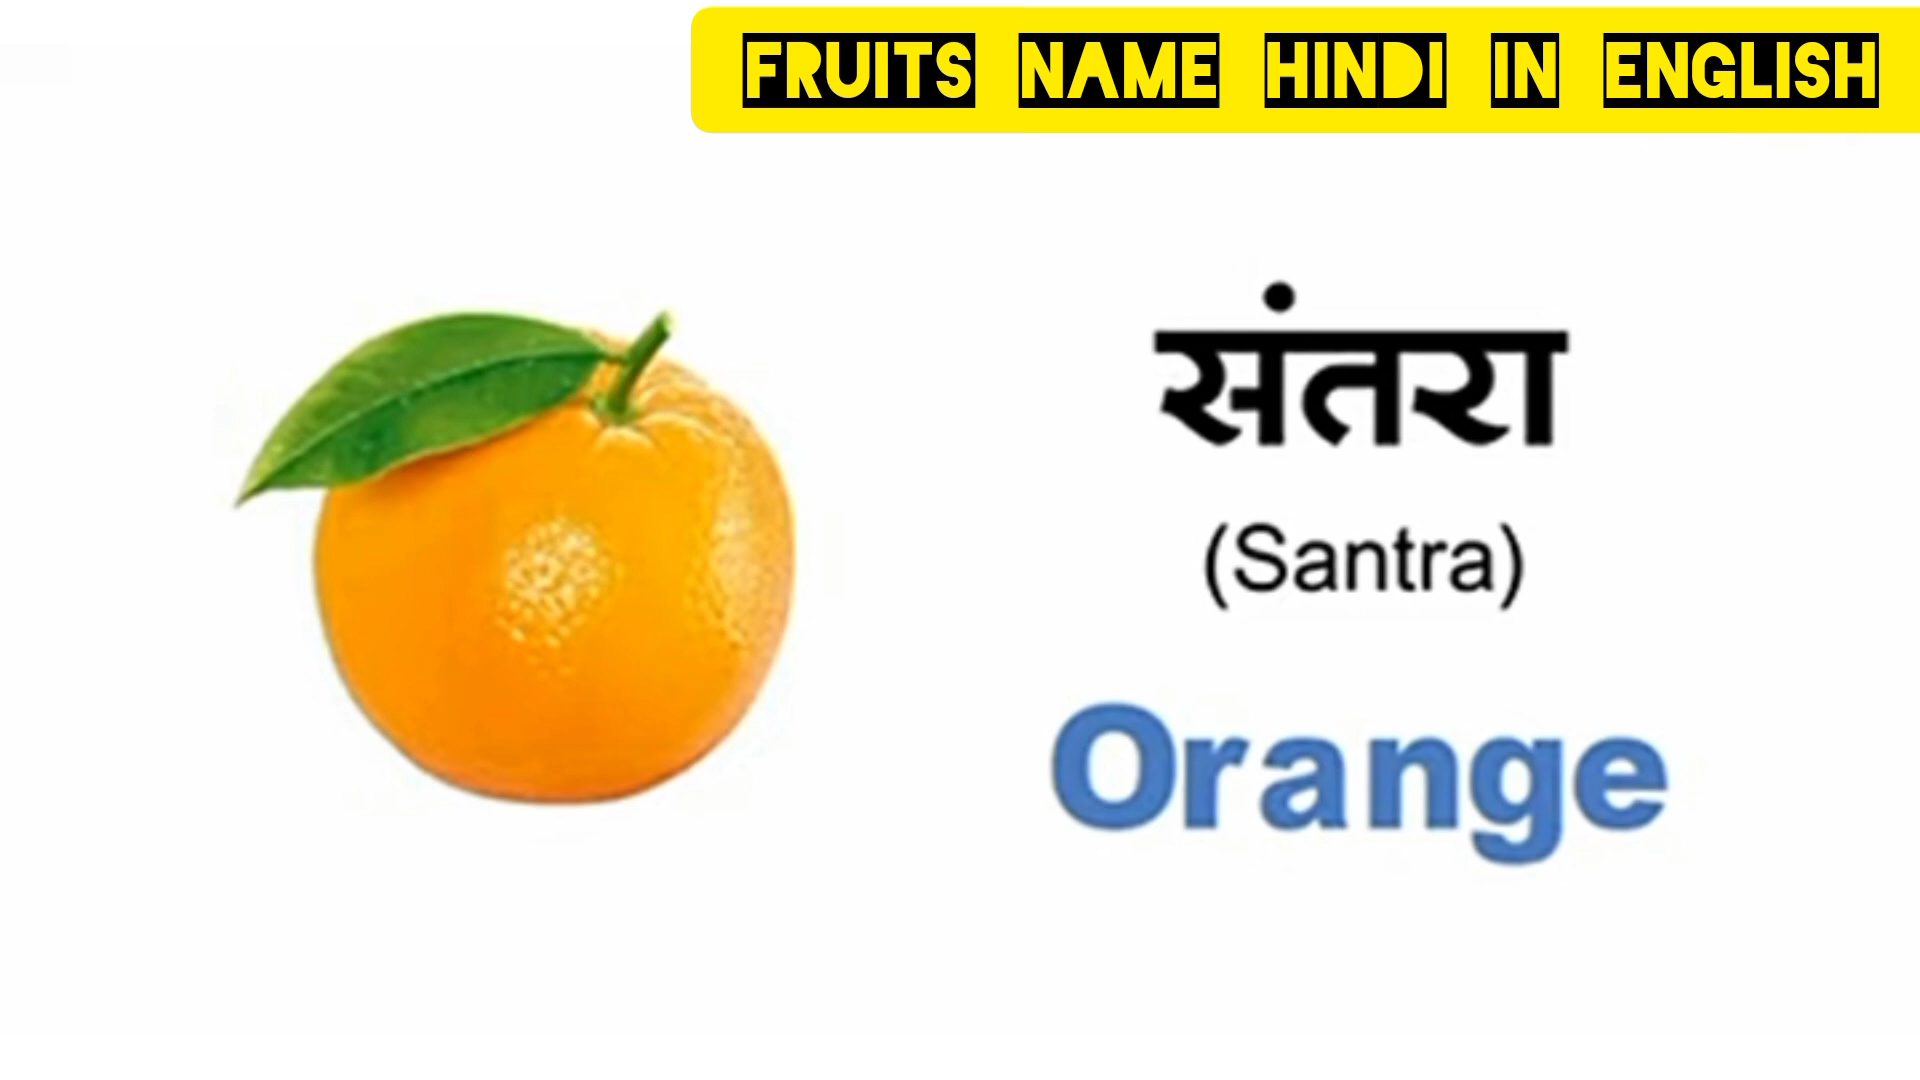 FRUITS NAME HINDI IN ENGLISH
संतरा
(Santra)
Orange